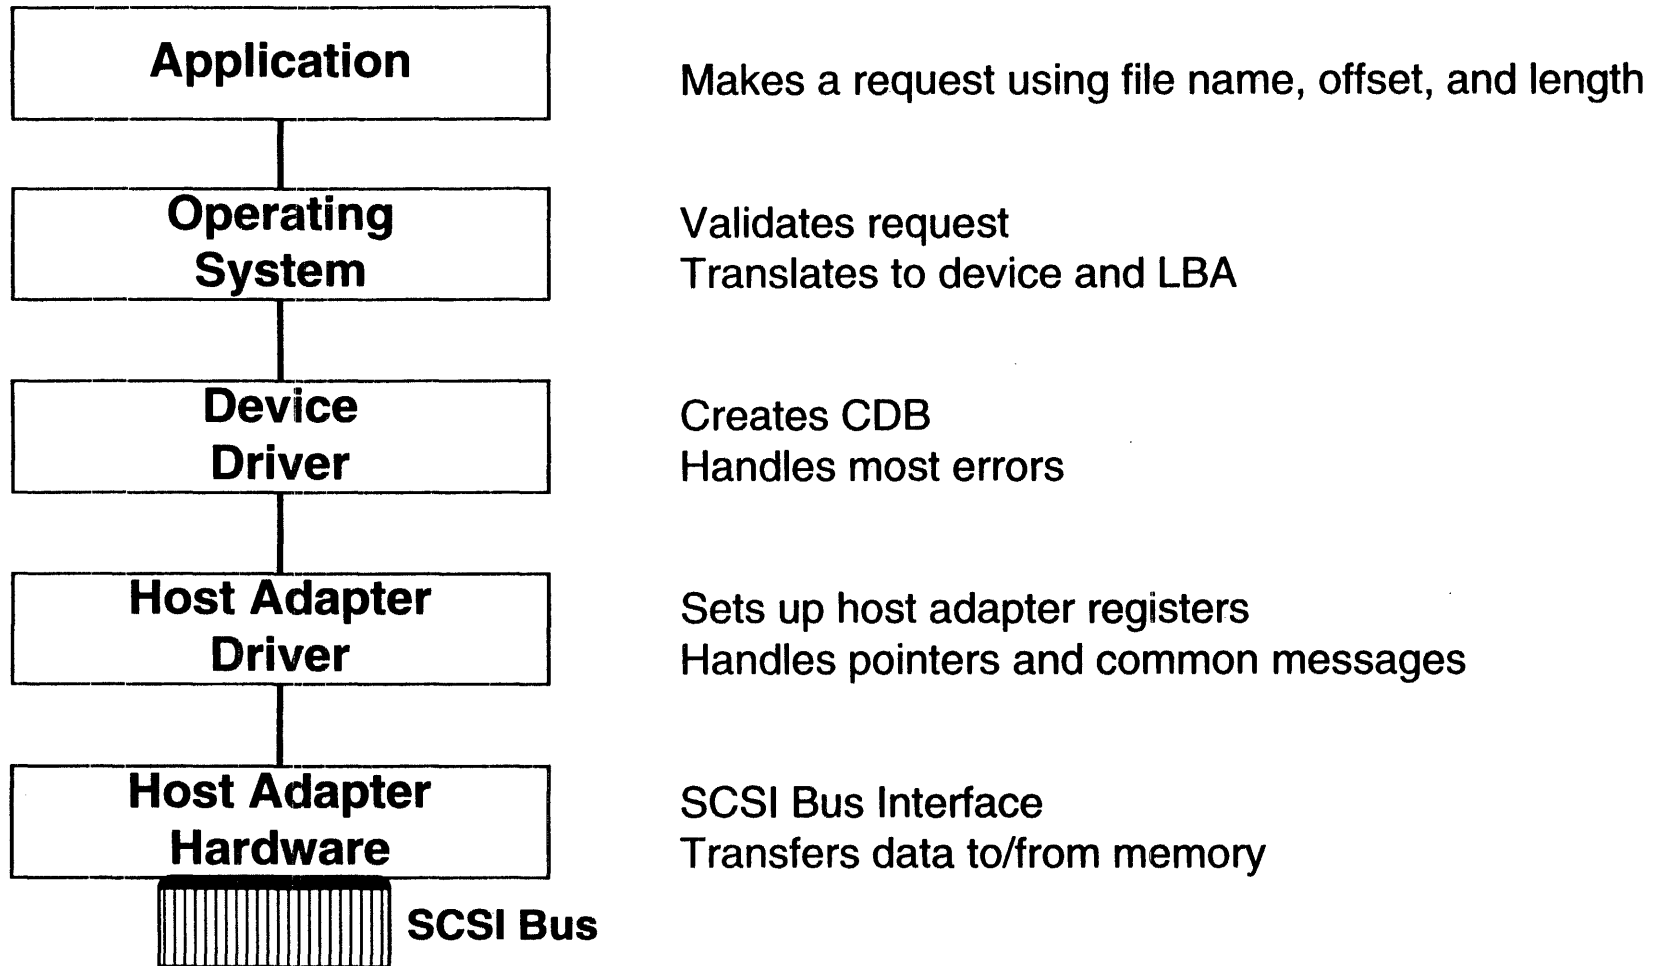 Application
Makes a request using file name, offset, and length
Operating
System
Validates request
Translates to device and LBA
Device
Driver
Creates CDB
Handles most errors
Host Adapter
Driver
Sets up host adapter registers
Handles pointers and common messages
Host Adapter
Hardware
SCSI Bus Interface
Transfers data to/from memory
SCSI Bus